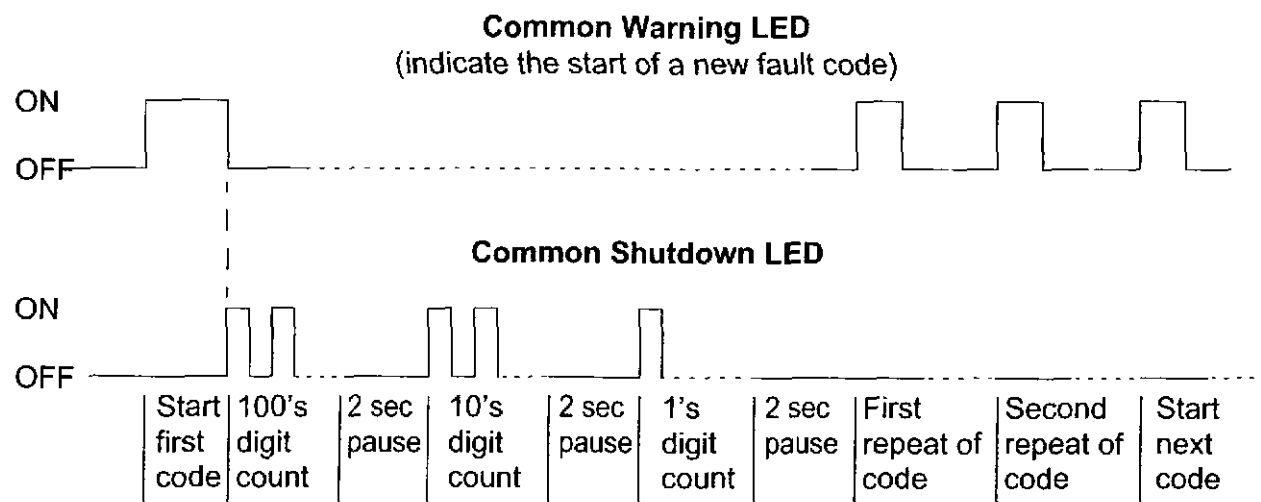 Common Warning LED
(indicate the start of a new fault code)
ON
OFF
Common Shutdown LED
ON
OFF
Start first code
100's digit count
2 sec pause
10's digit count
2 sec pause
1's digit count
2 sec pause
First repeat of code
Second repeat of code
Start next code